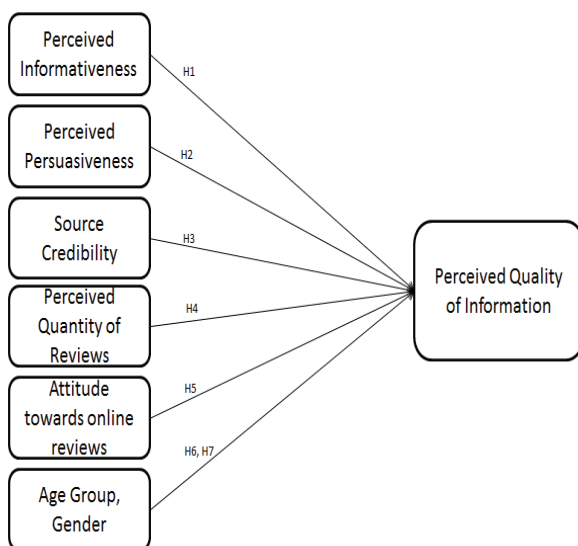 Perceived
Informativeness
H1
Perceived
Persuasiveness
H2
Source
Credibility
H3
Perceived
Quantity of
Reviews
H4
Attitude
towards online
reviews
H5
Age Group,
Gender
H6, H7
Perceived Quality
of Information